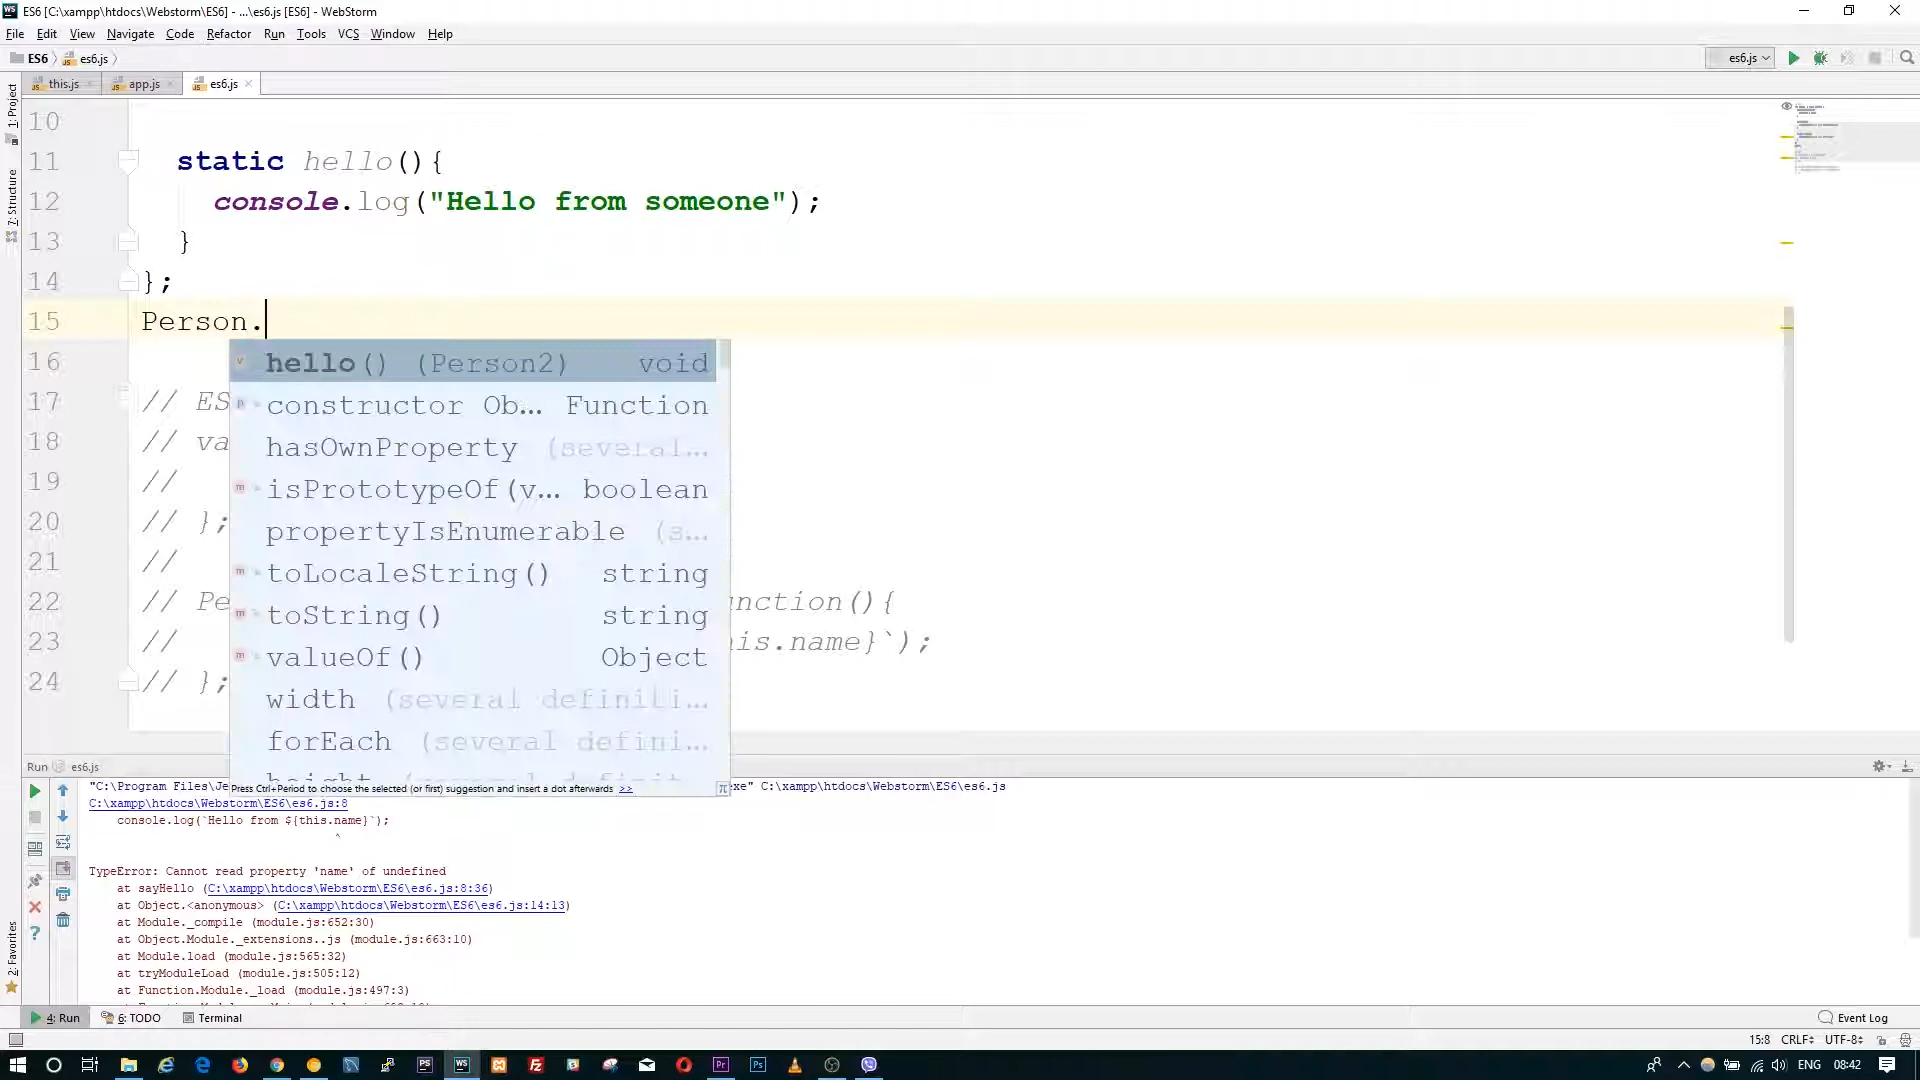 ES6 [C:\xampp\htdocs\Webstorm\ES6] - ...\es6.js [ES6] - WebStorm
File Edit View Navigate Code Refactor Run Tools VCS Window Help
ES6 es6.js
es6.js
this.js app.js es6.js
1: Project
7: Structure
2: Favorites
10
11 static hello(){
12 console.log("Hello from someone");
13 }
14 };
15 Person.
16
17 // ES
18 // va
19 //
20 // };
21 //
22 // Pe nction(){
23 // his.name}`);
24 // };
hello() (Person2) void
constructor Ob... Function
hasOwnProperty (several...
isPrototypeOf(v... boolean
propertyIsEnumerable (s...
toLocaleString() string
toString() string
valueOf() Object
width (several definiti...
forEach (several defini...
height (several definit
Press Ctrl+Period to choose the selected (or first) suggestion and insert a dot afterwards >>
Run es6.js
"C:\Program Files\Je xe" C:\xampp\htdocs\Webstorm\ES6\es6.js
C:\xampp\htdocs\Webstorm\ES6\es6.js:8
console.log(`Hello from ${this.name}`);
^
TypeError: Cannot read property 'name' of undefined
at sayHello (C:\xampp\htdocs\Webstorm\ES6\es6.js:8:36)
at Object.<anonymous> (C:\xampp\htdocs\Webstorm\ES6\es6.js:14:13)
at Module._compile (module.js:652:30)
at Object.Module._extensions..js (module.js:663:10)
at Module.load (module.js:565:32)
at tryModuleLoad (module.js:505:12)
at Function.Module._load (module.js:497:3)
4: Run 6: TODO Terminal Event Log
15:8 CRLF UTF-8
ENG 08:42